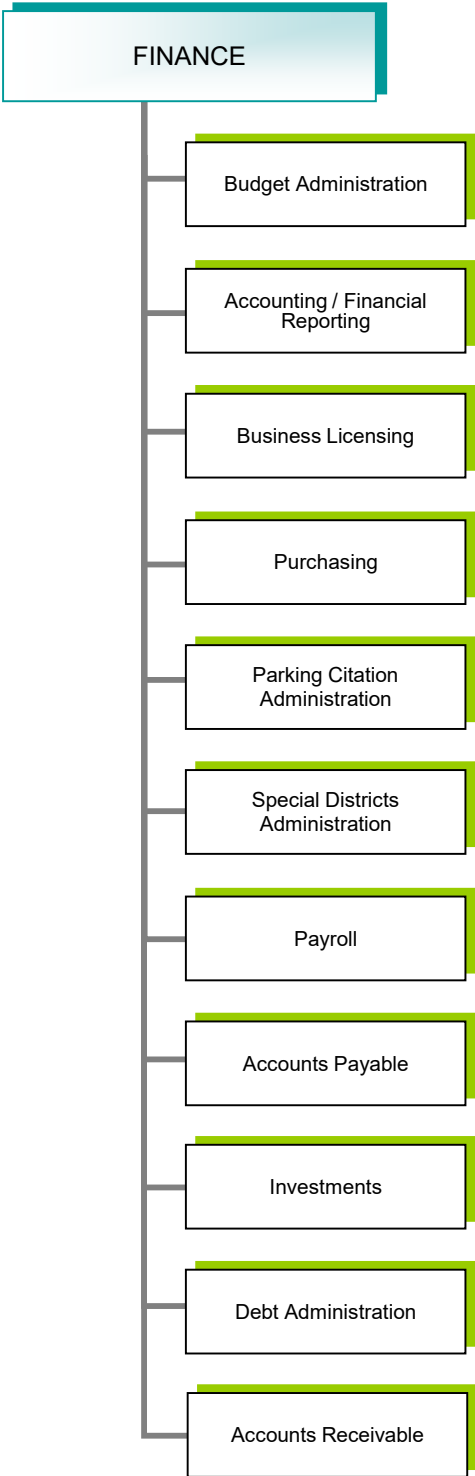 FINANCE
Budget Administration
Accounting / Financial
Reporting
Business Licensing
Purchasing
Parking Citation
Administration
Special Districts
Administration
Payroll
Accounts Payable
Investments
Debt Administration
Accounts Receivable